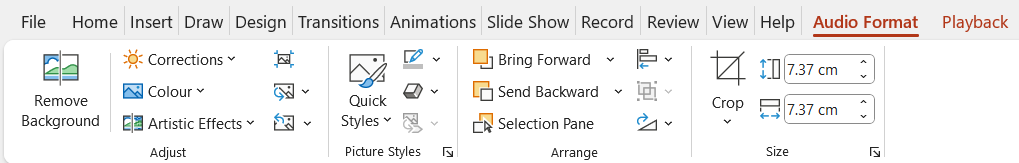 File Home Insert Draw Design Transitions Animations Slide Show Record Review View Help Audio Format Playback
Remove Background
Corrections
Colour
Artistic Effects
Adjust
Quick Styles
Picture Styles
Bring Forward
Send Backward
Selection Pane
Arrange
Crop
7.37 cm
7.37 cm
Size